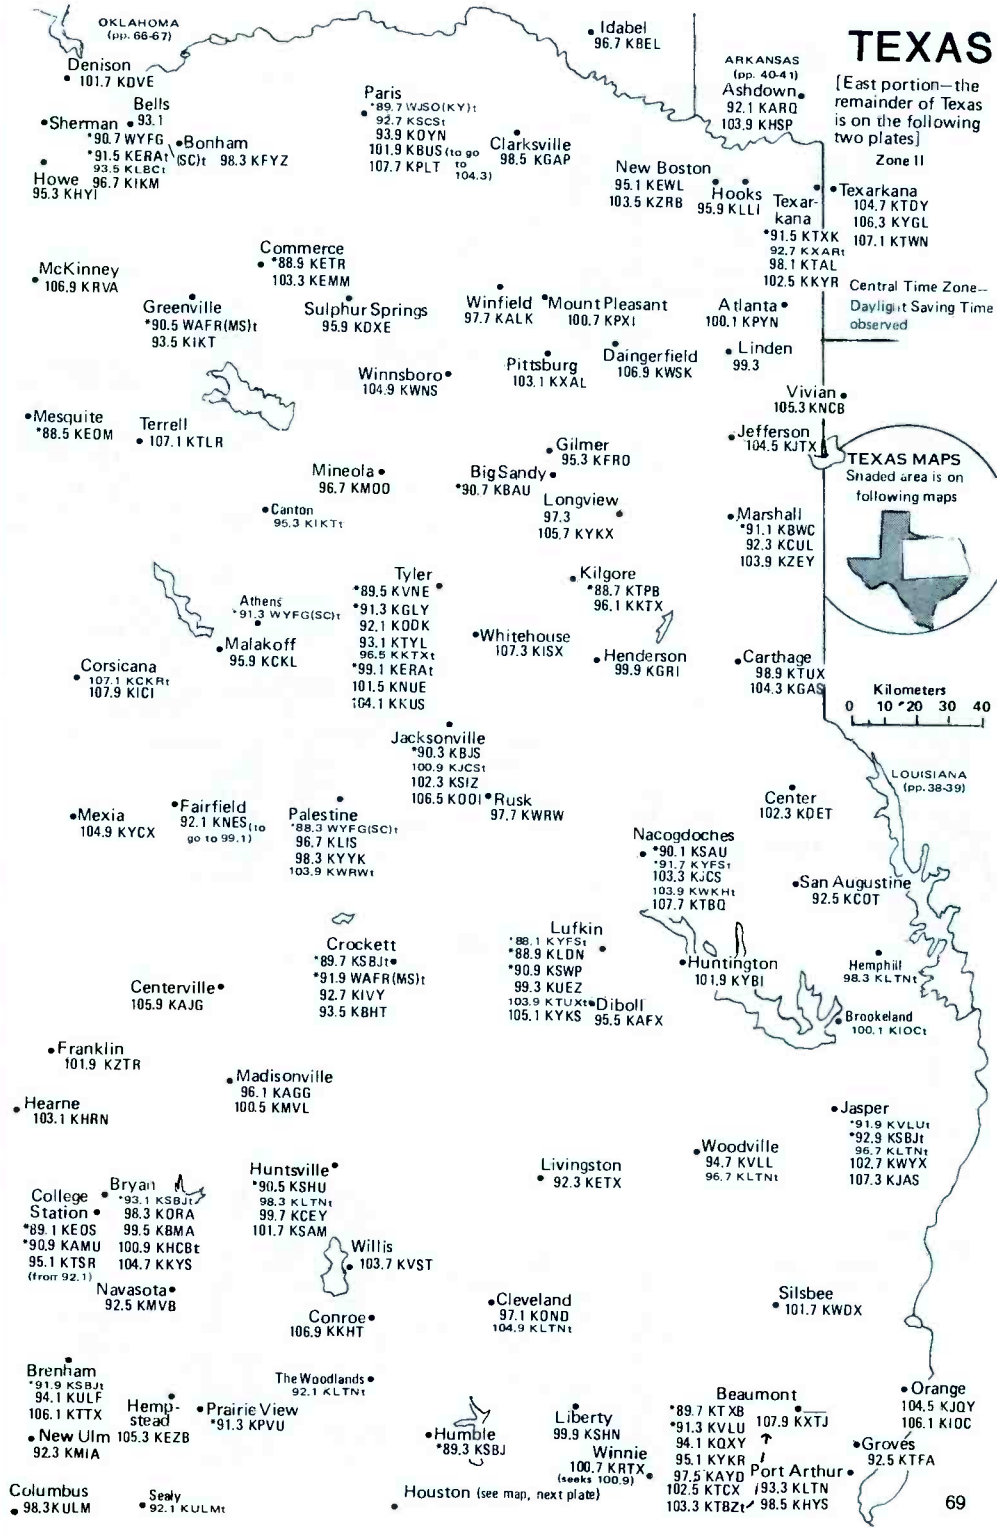 OKLAHOMA
(pp. 66-67)
Denison
101.7 KDVE
Idabel
96.7 KBEL
TEXAS
[East portion—the
remainder of Texas
is on the following
two plates]
Zone II
ARKANSAS
(pp. 40-41)
Ashdown
92.1 KARQ
103.9 KHSP
Bells
93.1
Sherman
*90.7 WYFG
(SC)t
*91.5 KERAt
93.5 KLBCt
96.7 KIKM
Bonham
98.3 KFYZ
Howe
95.3 KHYI
Paris
*89.7 WJSO(KY)t
92.7 KSCSt
93.9 KOYN
101.9 KBUS (to go
to
104.3)
107.7 KPLT
Clarksville
98.5 KGAP
New Boston
95.1 KEWL
103.5 KZRB
Hooks
95.9 KLLI
Texar-
kana
*91.5 KTXK
92.7 KXARt
98.1 KTAL
102.5 KKYR
Texarkana
104.7 KTDY
106.3 KYGL
107.1 KTWN
Commerce
*88.9 KETR
103.3 KEMM
McKinney
106.9 KRVA
Greenville
*90.5 WAFR(MS)t
93.5 KIKT
Sulphur Springs
95.9 KDXE
Winfield
97.7 KALK
Mount Pleasant
100.7 KPXI
Atlanta
100.1 KPYN
Central Time Zone--
Daylight Saving Time
observed
Winnsboro
104.9 KWNS
Pittsburg
103.1 KXAL
Daingerfield
106.9 KWSK
Linden
99.3
Vivian
105.3 KNCB
Mesquite
*88.5 KEOM
Terrell
107.1 KTLR
Jefferson
104.5 KJTX
Gilmer
95.3 KFRO
Mineola
96.7 KMOO
Big Sandy
*90.7 KBAU
Longview
97.3
105.7 KYKX
TEXAS MAPS
Shaded area is on
following maps
Canton
95.3 KIKTt
Marshall
*91.1 KBWC
92.3 KCUL
103.9 KZEY
Tyler
*89.5 KVNE
*91.3 KGLY
92.1 KDOK
93.1 KTYL
96.5 KKTXt
*99.1 KERAt
101.5 KNUE
104.1 KKUS
Kilgore
*88.7 KTPB
96.1 KKTX
Athens
*91.3 WYFG(SC)t
Malakoff
95.9 KCKL
Whitehouse
107.3 KISX
Henderson
99.9 KGRI
Carthage
98.9 KTUX
104.3 KGAS
Corsicana
107.1 KCKRt
107.9 KICI
Kilometers
0 10 20 30 40
Jacksonville
*90.3 KBJS
100.9 KJCSt
102.3 KSIZ
106.5 KOOI
Rusk
97.7 KWRW
LOUISIANA
(pp. 38-39)
Center
102.3 KDET
Mexia
104.9 KYCX
Fairfield
92.1 KNES (to
go to 99.1)
Palestine
*88.3 WYFG(SC)t
96.7 KLIS
98.3 KYYK
103.9 KWRWt
Nacogdoches
*90.1 KSAU
*91.7 KYFSt
103.3 KJCS
103.9 KWKHt
107.7 KTBQ
San Augustine
92.5 KCOT
Crockett
*89.7 KSBJt
*91.9 WAFR(MS)t
92.7 KIVY
93.5 KBHT
Lufkin
*88.1 KYFSt
*88.9 KLDN
*90.9 KSWP
99.3 KUEZ
103.9 KTUXt
105.1 KYKS
Diboll
95.5 KAFX
Huntington
101.9 KYBI
Hemphill
98.3 KLTNt
Centerville
105.9 KAJG
Brookeland
100.1 KIOCt
Franklin
101.9 KZTR
Madisonville
96.1 KAGG
100.5 KMVL
Hearne
103.1 KHRN
Jasper
*91.9 KVLUt
*92.9 KSBJt
96.7 KLTNt
102.7 KWYX
107.3 KJAS
Woodville
94.7 KVLL
96.7 KLTNt
Livingston
92.3 KETX
Huntsville
*90.5 KSHU
98.3 KLTNt
99.7 KCEY
101.7 KSAM
Bryan
*93.1 KSBJt
98.3 KORA
99.5 KBMA
100.9 KHCBt
104.7 KKYS
College
Station
*89.1 KEOS
*90.9 KAMU
95.1 KTSR
(from 92.1)
Willis
103.7 KVST
Navasota
92.5 KMVB
Conroe
106.9 KKHT
Cleveland
97.1 KOND
104.9 KLTNt
Silsbee
101.7 KWDX
Brenham
*91.9 KSBJt
94.1 KULF
106.1 KTTX
The Woodlands
92.1 KLTNt
Hemp-
stead
105.3 KEZB
Prairie View
*91.3 KPVU
New Ulm
92.3 KMIA
Humble
*89.3 KSBJ
Liberty
99.9 KSHN
Winnie
100.7 KRTX
(seeks 100.9)
Beaumont
*89.7 KTXB
*91.3 KVLU
94.1 KQXY
95.1 KYKR
97.5 KAYD
102.5 KTCX
103.3 KTBZt
107.9 KXTJ
Port Arthur
93.3 KLTN
98.5 KHYS
Orange
104.5 KJQY
106.1 KIOC
Groves
92.5 KTFA
Columbus
98.3 KULM
Sealy
92.1 KULMt
Houston (see map, next plate)
69